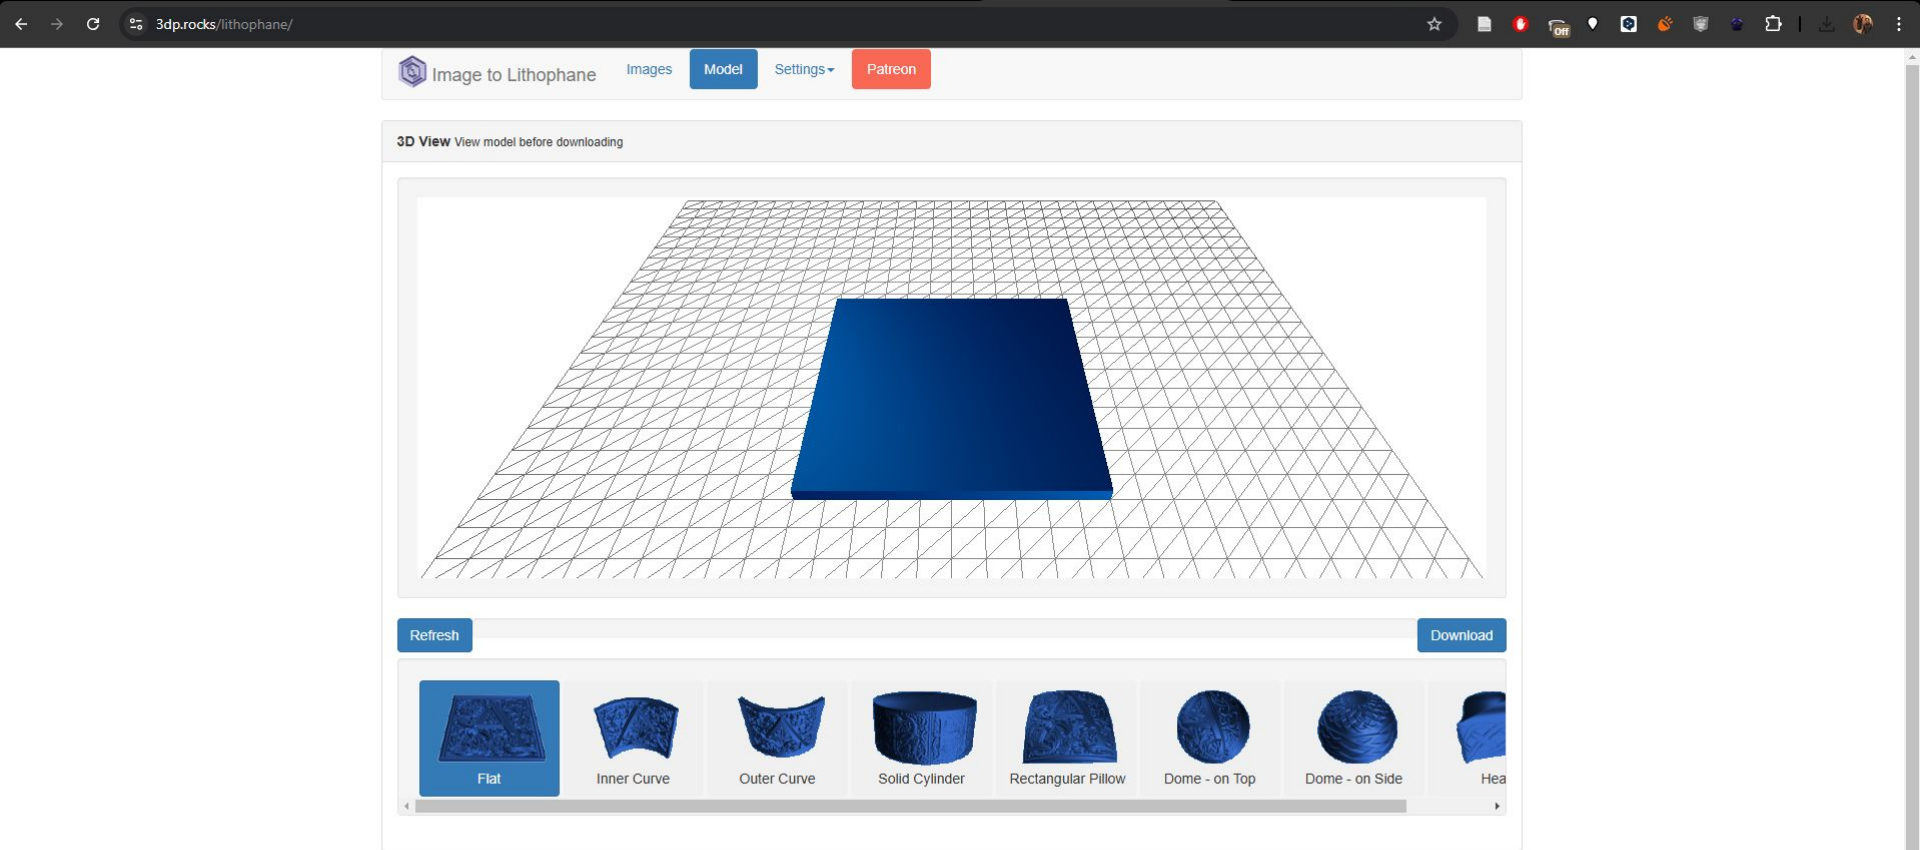 3dp.rocks/lithophane/
Off
Image to Lithophane
Images
Model
Settings
Patreon
3D View View model before downloading
Refresh
Download
Flat
Inner Curve
Outer Curve
Solid Cylinder
Rectangular Pillow
Dome - on Top
Dome - on Side
Hea